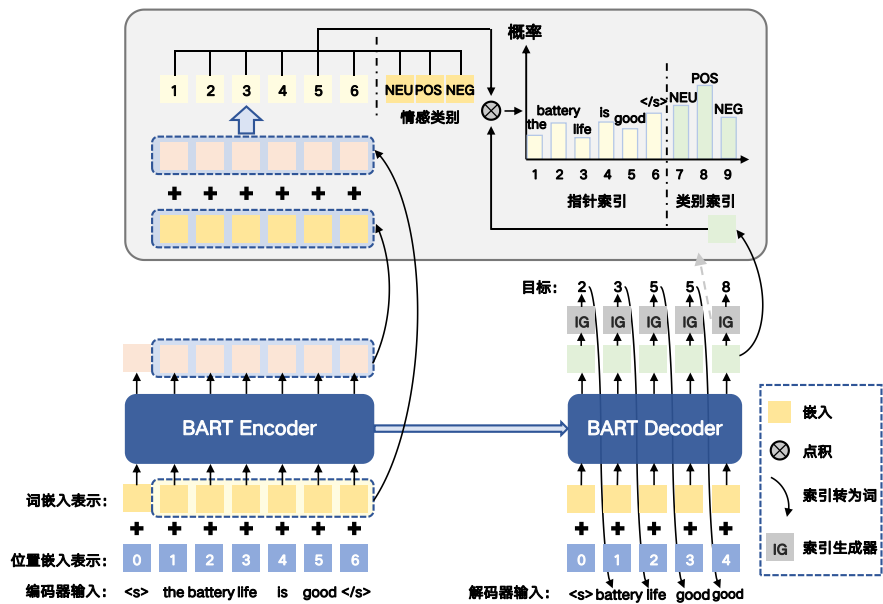 概率
1 2 3 4 5 6 NEU POS NEG
情感类别
the battery life is good </s> NEU POS NEG
1 2 3 4 5 6 7 8 9
指针索引 类别索引
目标: 2 3 5 5 8
IG IG IG IG IG
BART Encoder BART Decoder
词嵌入表示:
位置嵌入表示: 0 1 2 3 4 5 6 0 1 2 3 4
编码器输入: <s> the battery life is good </s>
解码器输入: <s> battery life good good
嵌入
点积
索引转为词
IG 索引生成器